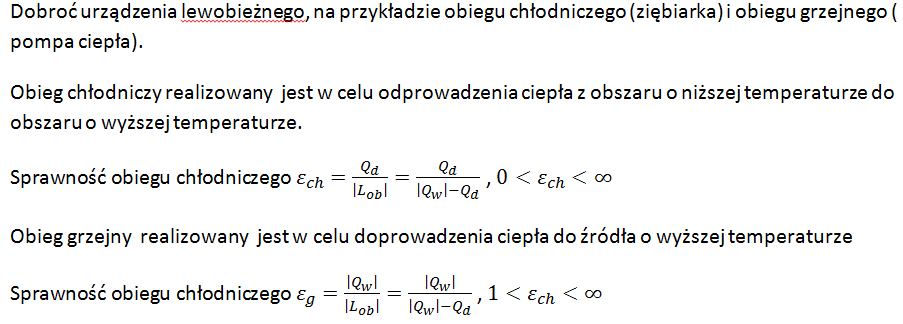 Dobroć urządzenia lewobieżnego, na przykładzie obiegu chłodniczego (ziębiarka) i obiegu grzejnego (
pompa ciepła).
Obieg chłodniczy realizowany jest w celu odprowadzenia ciepła z obszaru o niższej temperaturze do
obszaru o wyższej temperaturze.
Sprawność obiegu chłodniczego $\varepsilon_{ch} = \frac{Q_d}{|L_{ob}|} = \frac{Q_d}{|Q_w|-Q_d}, 0 < \varepsilon_{ch} < \infty$
Obieg grzejny realizowany jest w celu doprowadzenia ciepła do źródła o wyższej temperaturze
Sprawność obiegu chłodniczego $\varepsilon_g = \frac{|Q_w|}{|L_{ob}|} = \frac{|Q_w|}{|Q_w|-Q_d}, 1 < \varepsilon_{ch} < \infty$